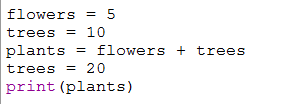 flowers = 5
trees = 10
plants = flowers + trees
trees = 20
print(plants)